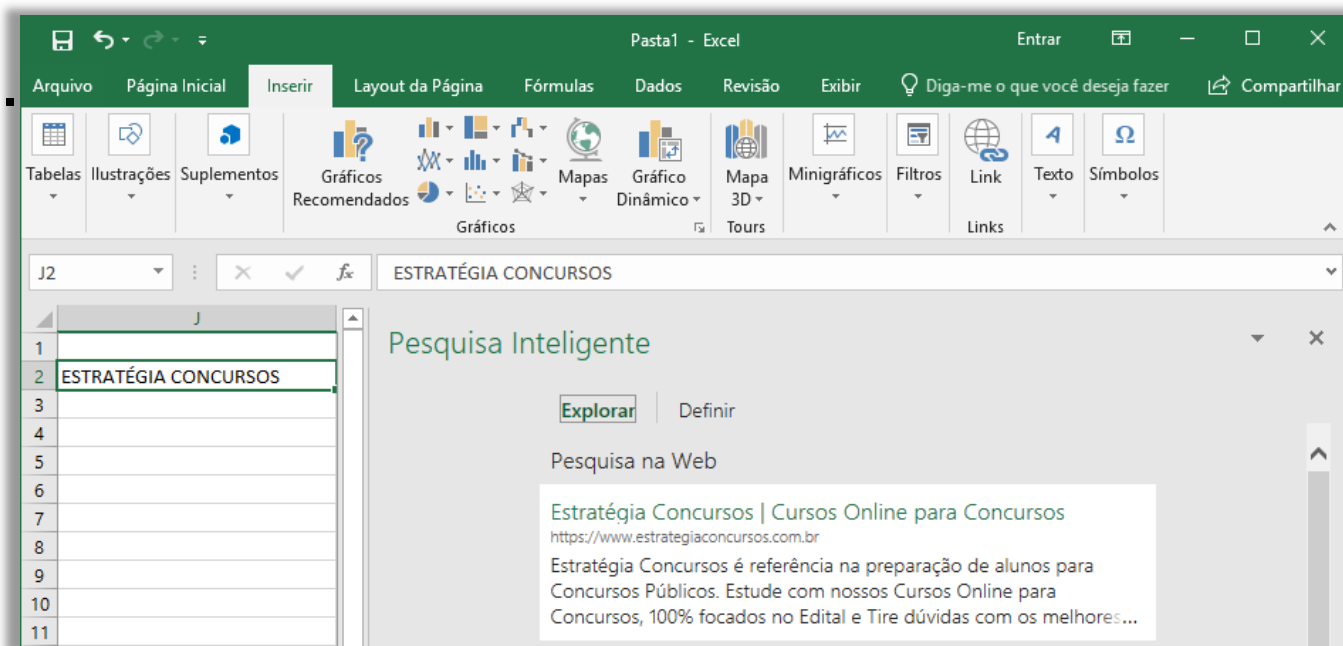 Pasta1 - Excel
Entrar
Arquivo Página Inicial Inserir Layout da Página Fórmulas Dados Revisão Exibir Diga-me o que você deseja fazer Compartilhar
Tabelas Ilustrações Suplementos Gráficos Recomendados Mapas Gráfico Dinâmico Mapa 3D Minigráficos Filtros Link Texto Símbolos
Gráficos Tours Links
J2 fx ESTRATÉGIA CONCURSOS
J
1
2 ESTRATÉGIA CONCURSOS
3
4
5
6
7
8
9
10
11
Pesquisa Inteligente
Explorar Definir
Pesquisa na Web
Estratégia Concursos | Cursos Online para Concursos
https://www.estrategiaconcursos.com.br
Estratégia Concursos é referência na preparação de alunos para
Concursos Públicos. Estude com nossos Cursos Online para
Concursos, 100% focados no Edital e Tire dúvidas com os melhores...